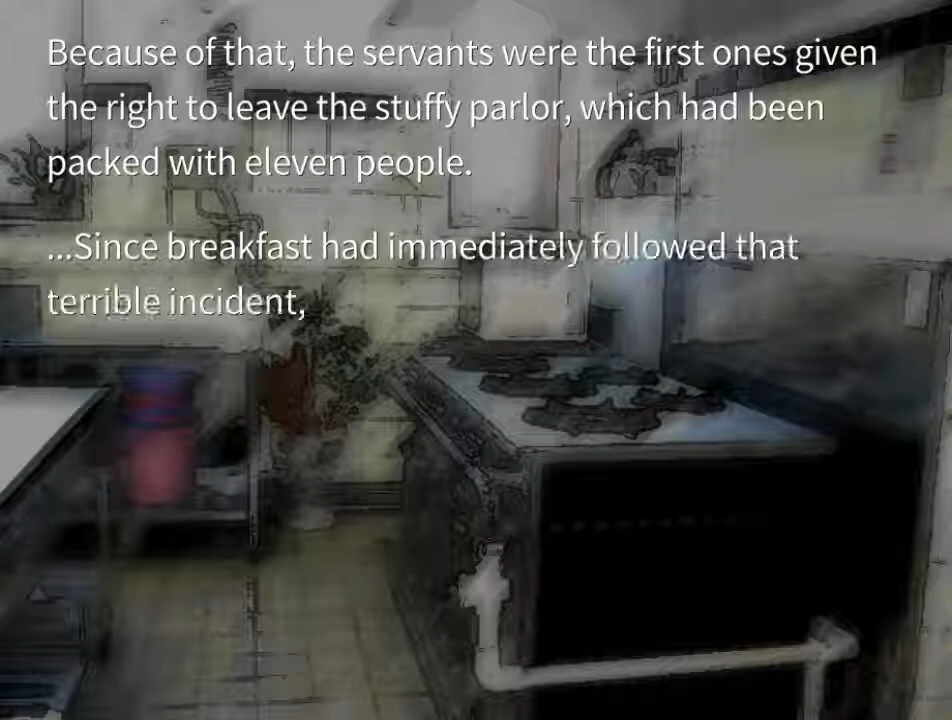 Because of that, the servants were the first ones given
the right to leave the stuffy parlor, which had been
packed with eleven people.
...Since breakfast had immediately followed that
terrible incident,